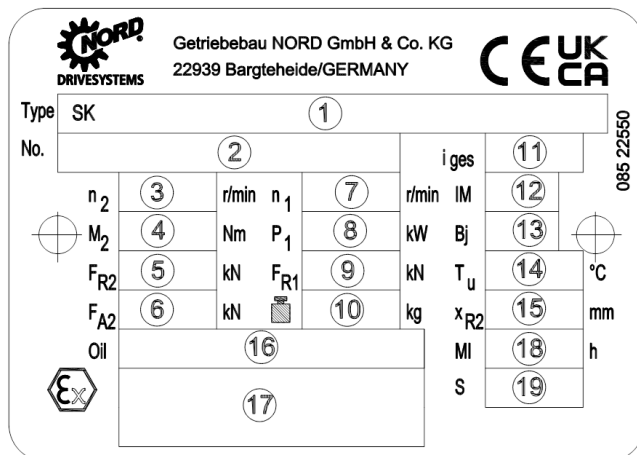 NORD
DRIVESYSTEMS
Getriebebau NORD GmbH & Co. KG
22939 Bargteheide/GERMANY
CE UK
CA
Type SK 1
No. 2 i ges 11
n2 3 r/min n1 7 r/min IM 12
M2 4 Nm P1 8 kW Bj 13
FR2 5 kN FR1 9 kN Tu 14 °C
FA2 6 kN 10 kg xR2 15 mm
Oil 16 MI 18 h
Ex 17 S 19
085 22550